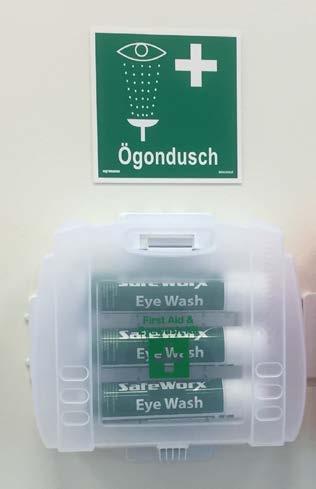 Ögondusch
SafeWorx
Eye Wash
First Aid &
SafeWorx
Eye Wash
SafeWorx
Eye Wash